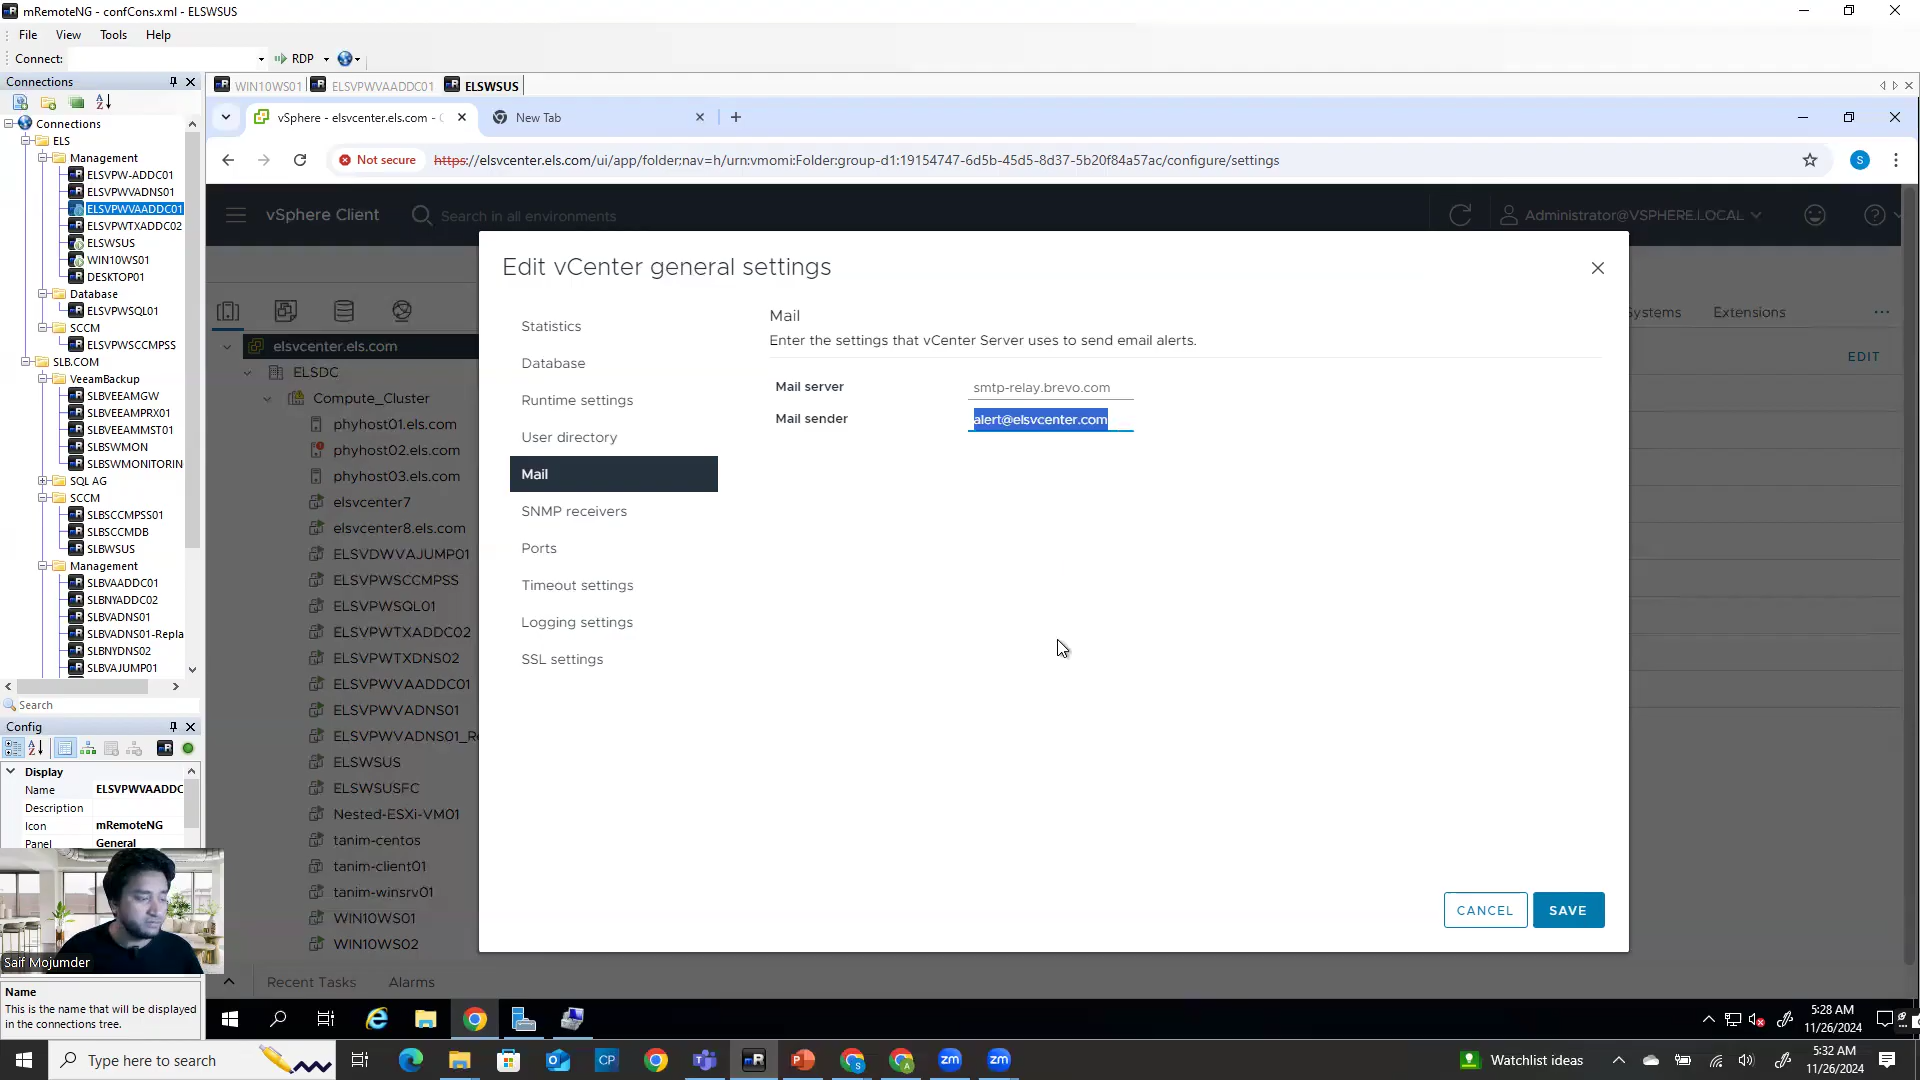 mRemoteNG - confCons.xml - ELSWSUS
File View Tools Help
Connect: RDP
Connections
WIN10WS01 ELSVPWVAADDC01 ELSWSUS
Connections
ELS
Management
ELSVPW-ADDC01
ELSVPWVADNS01
ELSVPWVAADDC01
ELSVPWTXADDC02
ELSWSUS
WIN10WS01
DESKTOP01
Database
ELSVPWSQL01
SCCM
ELSVPWSCCMPSS
SLB.COM
VeeamBackup
SLBVEEAMGW
SLBVEEAMPRX01
SLBVEEAMMST01
SLBSWMON
SLBSWMONITORIN
SQL AG
SCCM
SLBSCCMPSS01
SLBSCCMDB
SLBWSUS
Management
SLBVAADDC01
SLBNYADDC02
SLBVADNS01
SLBVADNS01-Repla
SLBNYDNS02
SLBVAJUMP01
Search
Config
Display
Name ELSVPWVAADDC
Description
Icon mRemoteNG
Panel General
Saif Mojumder
Name
This is the name that will be displayed
in the connections tree.
vSphere - elsvcenter.els.com -
New Tab
Not secure https://elsvcenter.els.com/ui/app/folder;nav=h/urn:vmomi:Folder:group-d1:19154747-6d5b-45d5-8d37-5b20f84a57ac/configure/settings
S
vSphere Client Search in all environments Administrator@VSPHERE.LOCAL
elsvcenter.els.com
ELSDC
Compute_Cluster
phyhost01.els.com
phyhost02.els.com
phyhost03.els.com
elsvcenter7
elsvcenter8.els.com
ELSVDWVAJUMP01
ELSVPWSCCMPSS
ELSVPWSQL01
ELSVPWTXADDC02
ELSVPWTXDNS02
ELSVPWVAADDC01
ELSVPWVADNS01
ELSVPWVADNS01_Re
ELSWSUS
ELSWSUSFC
Nested-ESXi-VM01
tanim-centos
tanim-client01
tanim-winsrv01
WIN10WS01
WIN10WS02
Systems Extensions
EDIT
Edit vCenter general settings
Statistics
Database
Runtime settings
User directory
Mail
SNMP receivers
Ports
Timeout settings
Logging settings
SSL settings
Mail
Enter the settings that vCenter Server uses to send email alerts.
Mail server smtp-relay.brevo.com
Mail sender alert@elsvcenter.com
CANCEL SAVE
Recent Tasks Alarms
5:28 AM
11/26/2024
Type here to search
CP
zm
zm
Watchlist ideas
5:32 AM
11/26/2024